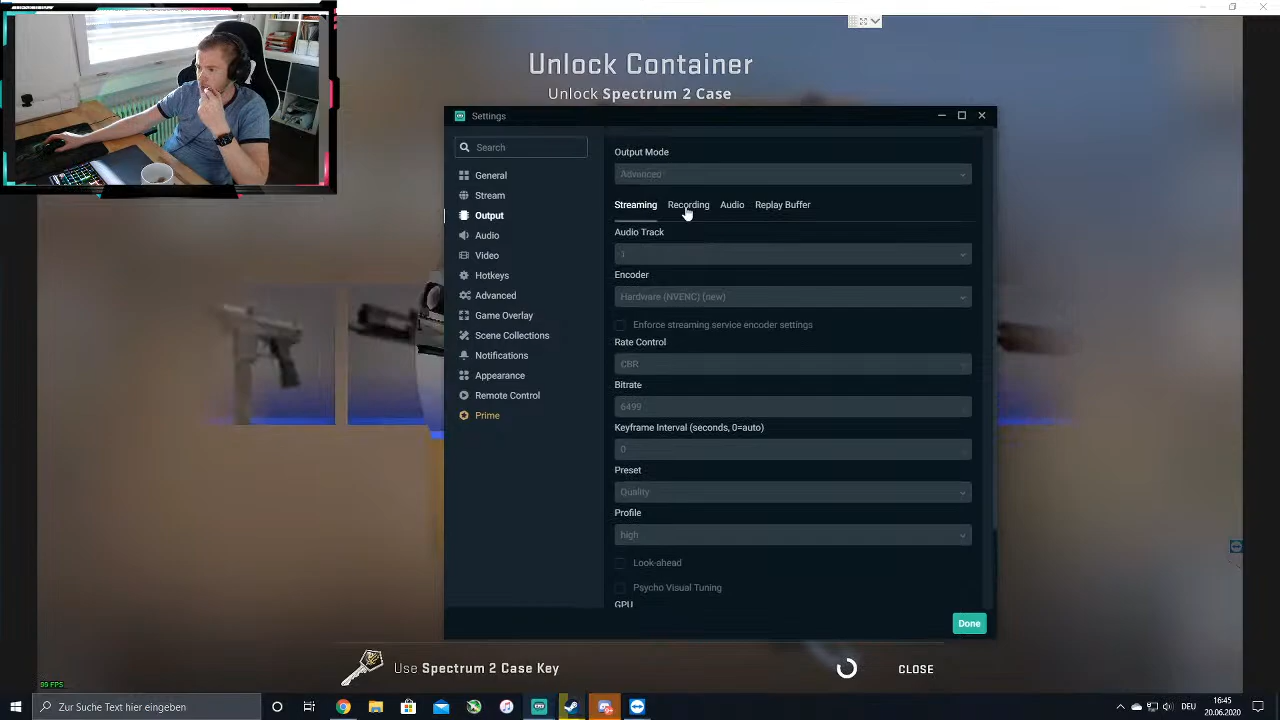 Unlock Container
Unlock Spectrum 2 Case
Settings
Search
General
Stream
Output
Audio
Video
Hotkeys
Advanced
Game Overlay
Scene Collections
Notifications
Appearance
Remote Control
Prime
Output Mode
Advanced
Streaming Recording Audio Replay Buffer
Audio Track
1
Encoder
Hardware (NVENC) (new)
Enforce streaming service encoder settings
Rate Control
CBR
Bitrate
6499
Keyframe Interval (seconds, 0=auto)
0
Preset
Quality
Profile
high
Look-ahead
Psycho Visual Tuning
GPU
Done
Use Spectrum 2 Case Key
CLOSE
99 FPS
Zur Suche Text hier eingeben
DEU
16:45
20.06.2020